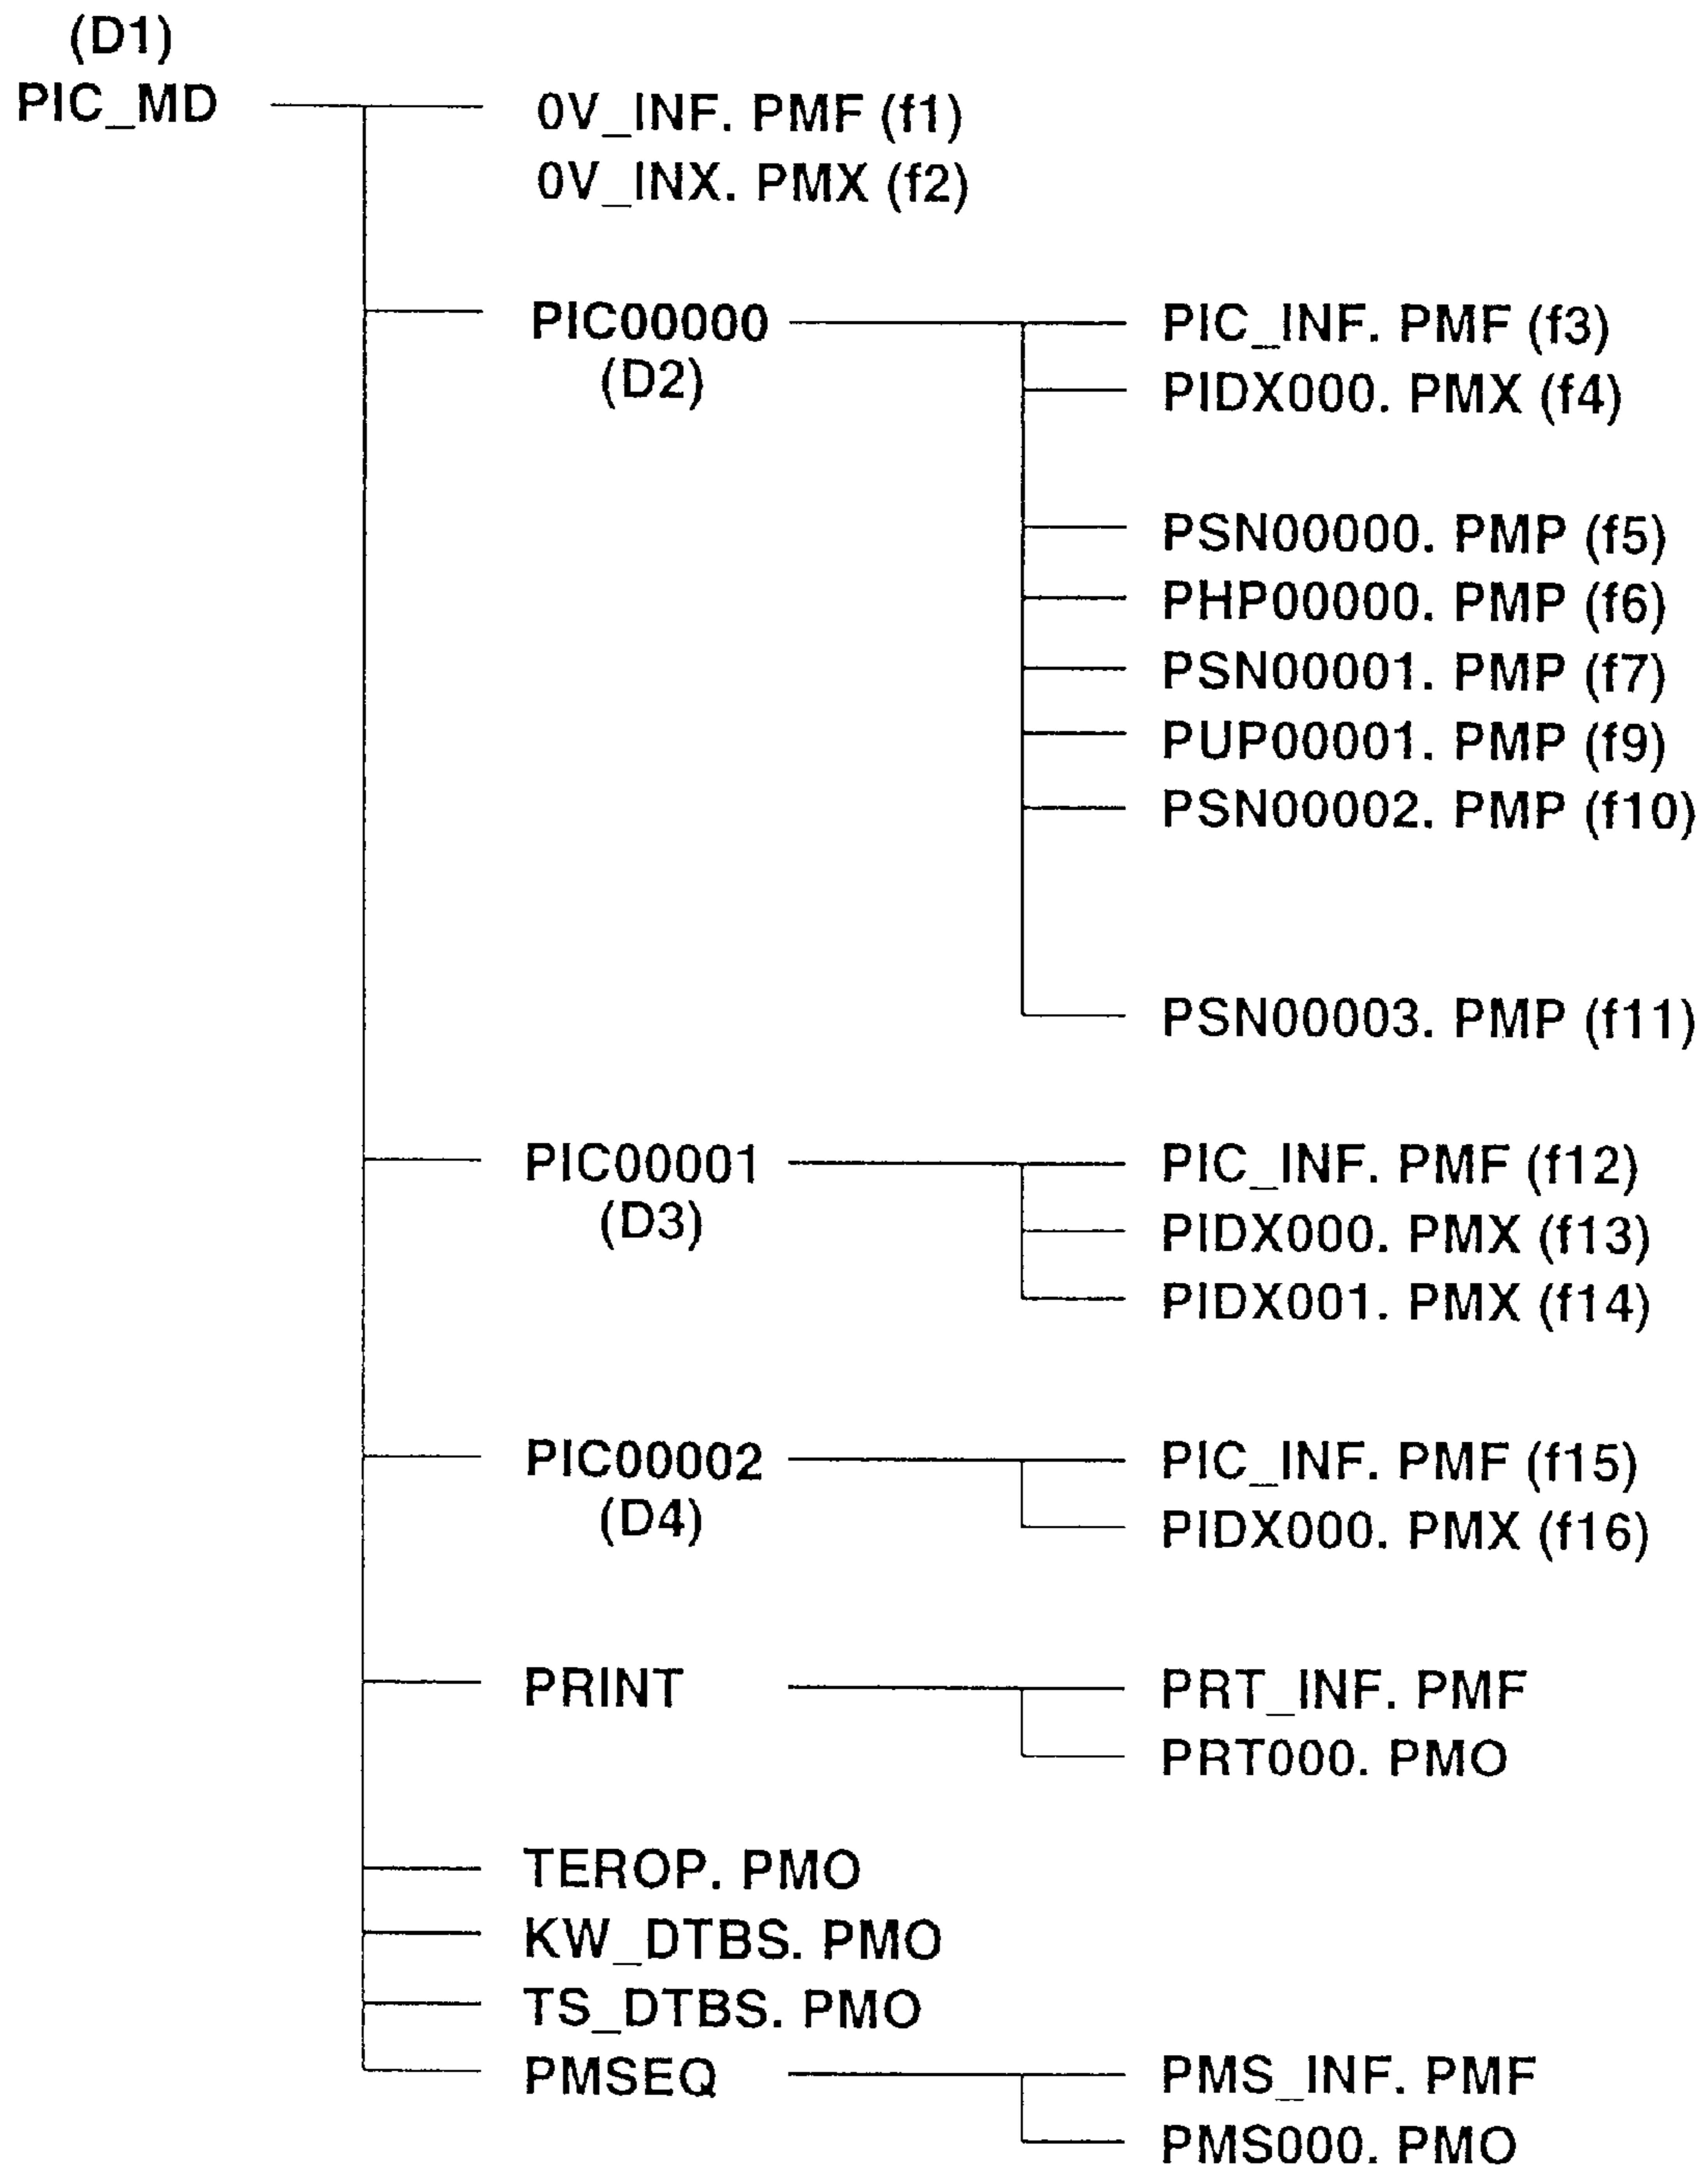 (D1)
PIC_MD
0V_INF. PMF (f1)
0V_INX. PMX (f2)
PIC00000
(D2)
PIC_INF. PMF (f3)
PIDX000. PMX (f4)
PSN00000. PMP (f5)
PHP00000. PMP (f6)
PSN00001. PMP (f7)
PUP00001. PMP (f9)
PSN00002. PMP (f10)
PSN00003. PMP (f11)
PIC00001
(D3)
PIC_INF. PMF (f12)
PIDX000. PMX (f13)
PIDX001. PMX (f14)
PIC00002
(D4)
PIC_INF. PMF (f15)
PIDX000. PMX (f16)
PRINT
PRT_INF. PMF
PRT000. PMO
TEROP. PMO
KW_DTBS. PMO
TS_DTBS. PMO
PMSEQ
PMS_INF. PMF
PMS000. PMO